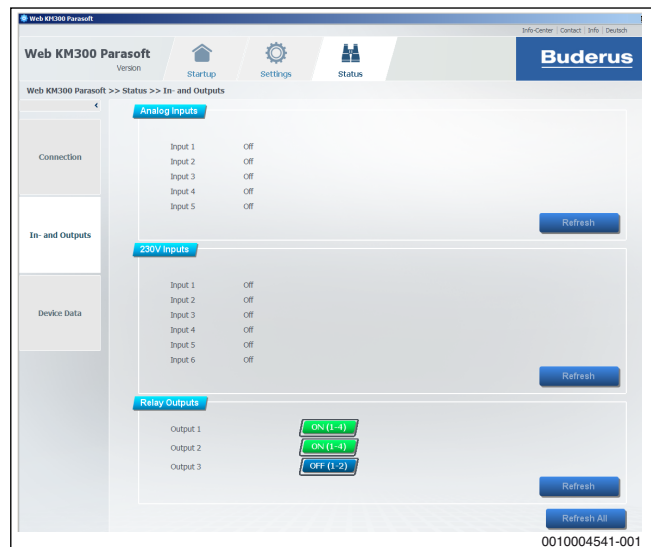 Web KM300 Parasoft
Info-Center | Contact | Info | Deutsch
Web KM300 Parasoft
Version
Startup
Settings
Status
Buderus
Web KM300 Parasoft >> Status >> In- and Outputs
Connection
In- and Outputs
Device Data
Analog Inputs
Input 1 Off
Input 2 Off
Input 3 Off
Input 4 Off
Input 5 Off
Refresh
230V Inputs
Input 1 Off
Input 2 Off
Input 3 Off
Input 4 Off
Input 5 Off
Input 6 Off
Refresh
Relay Outputs
Output 1 ON (1-4)
Output 2 ON (1-4)
Output 3 OFF (1-2)
Refresh
Refresh All
0010004541-001